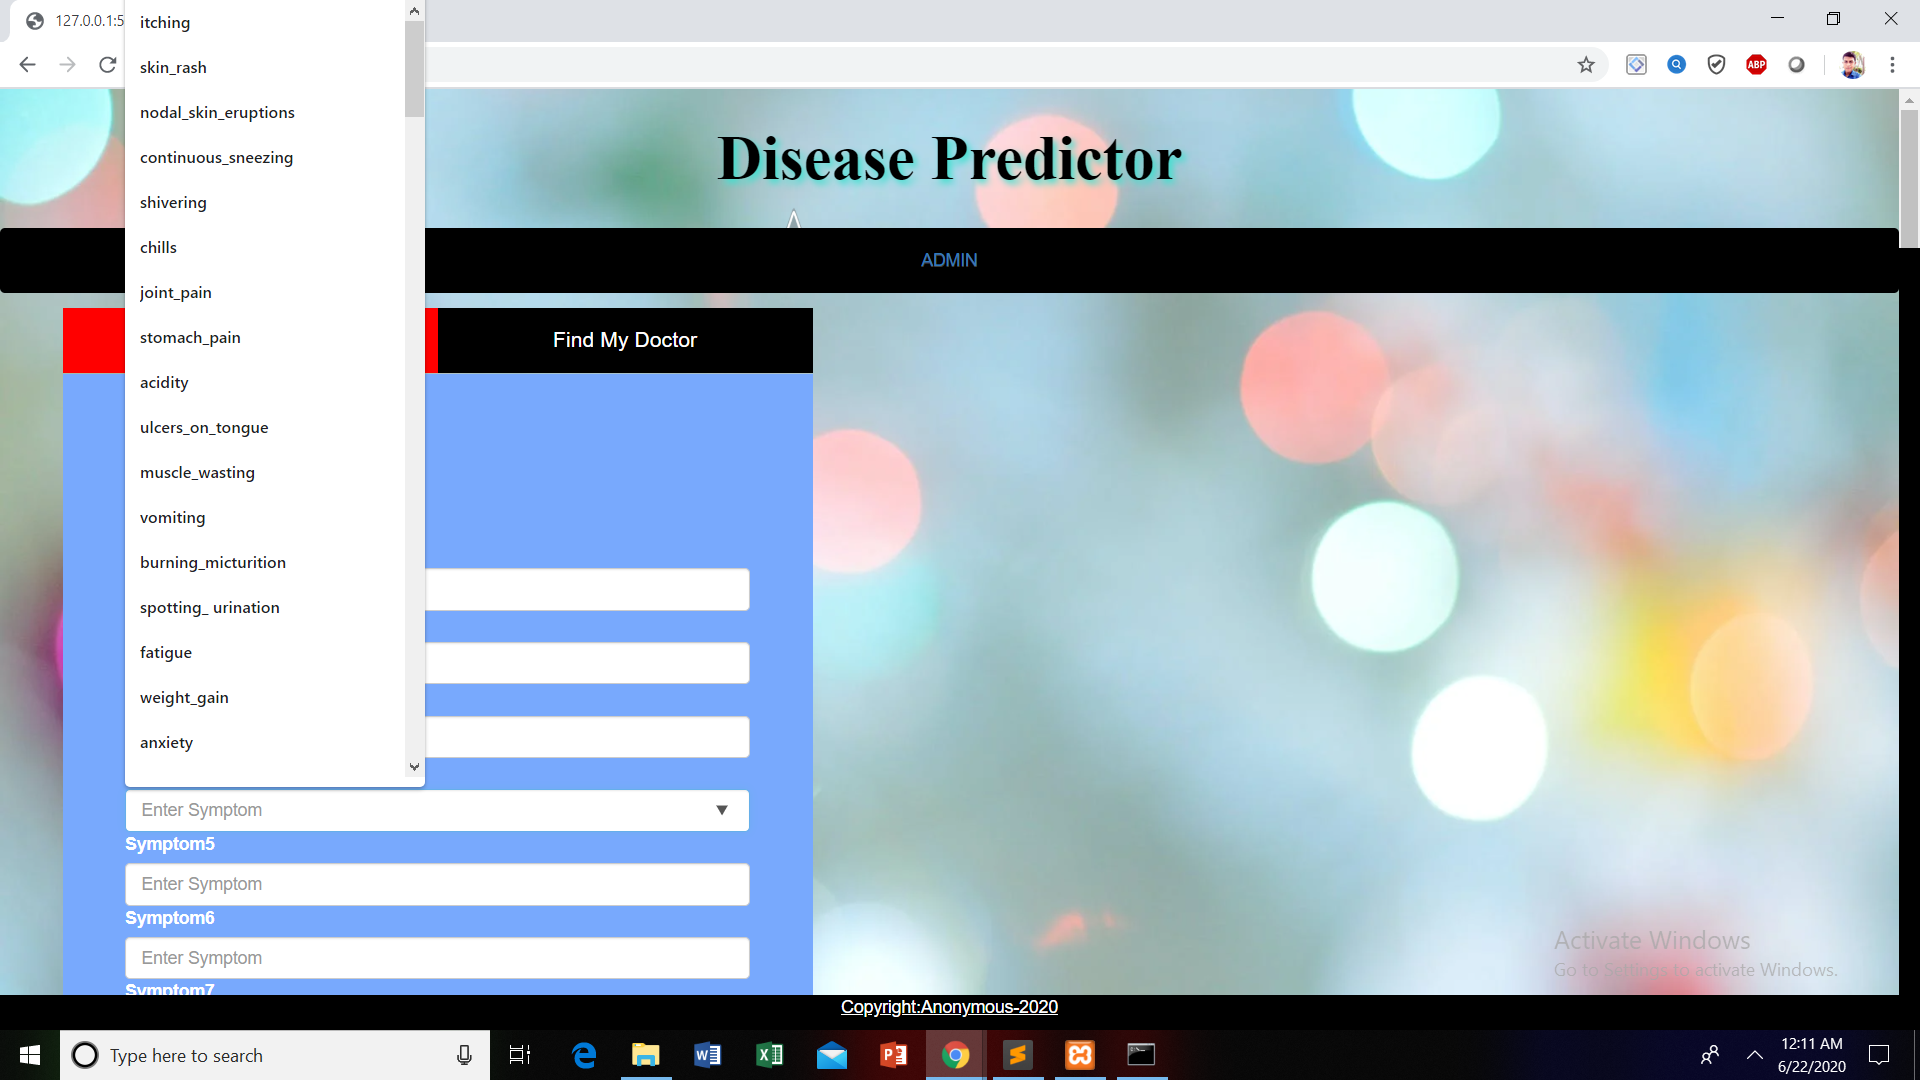 127.0.0.1:5
itching
skin_rash
nodal_skin_eruptions
continuous_sneezing
shivering
chills
joint_pain
stomach_pain
acidity
ulcers_on_tongue
muscle_wasting
vomiting
burning_micturition
spotting_ urination
fatigue
weight_gain
anxiety
ABP
Disease Predictor
ADMIN
Find My Doctor
Enter Symptom
Symptom5
Enter Symptom
Symptom6
Enter Symptom
Symptom7
Activate Windows
Go to Settings to activate Windows.
Copyright:Anonymous-2020
Type here to search
12:11 AM
6/22/2020